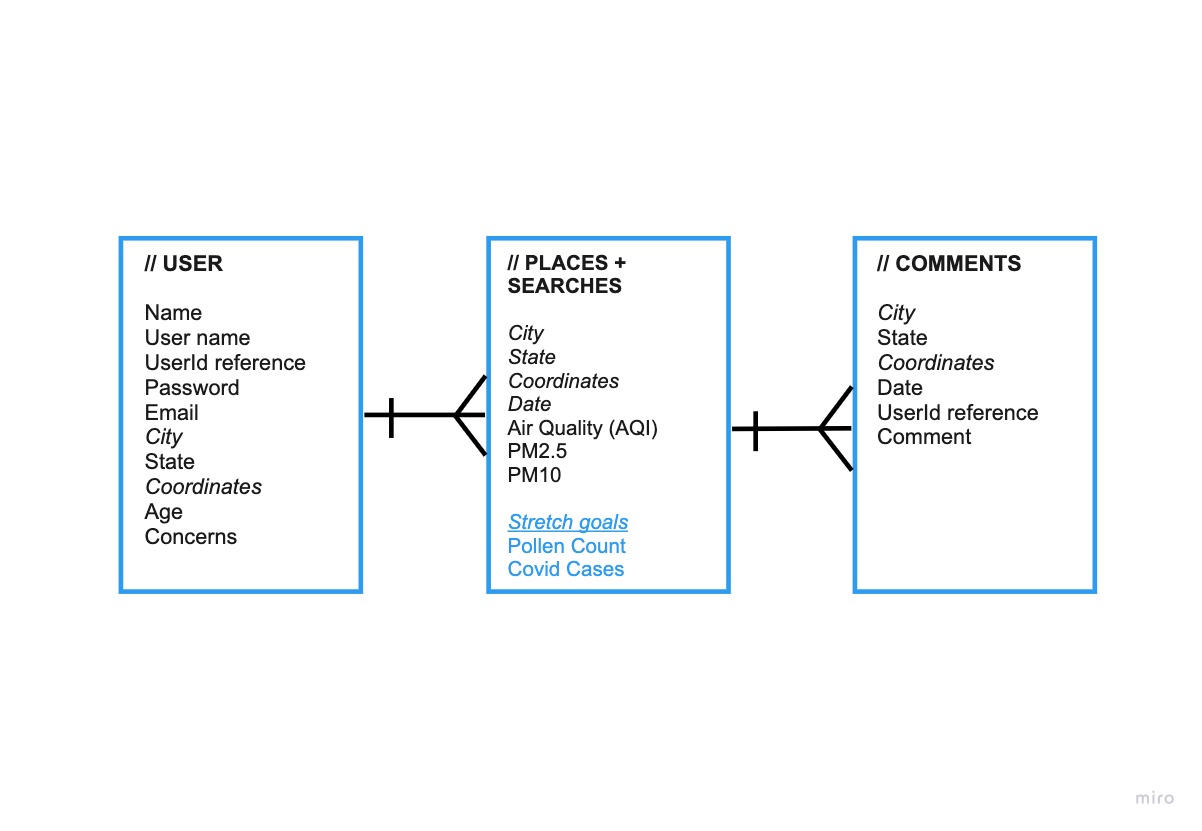 // USER
Name
User name
UserId reference
Password
Email
City
State
Coordinates
Age
Concerns
// PLACES +
SEARCHES
City
State
Coordinates
Date
Air Quality (AQI)
PM2.5
PM10
Stretch goals
Pollen Count
Covid Cases
// COMMENTS
City
State
Coordinates
Date
UserId reference
Comment
miro